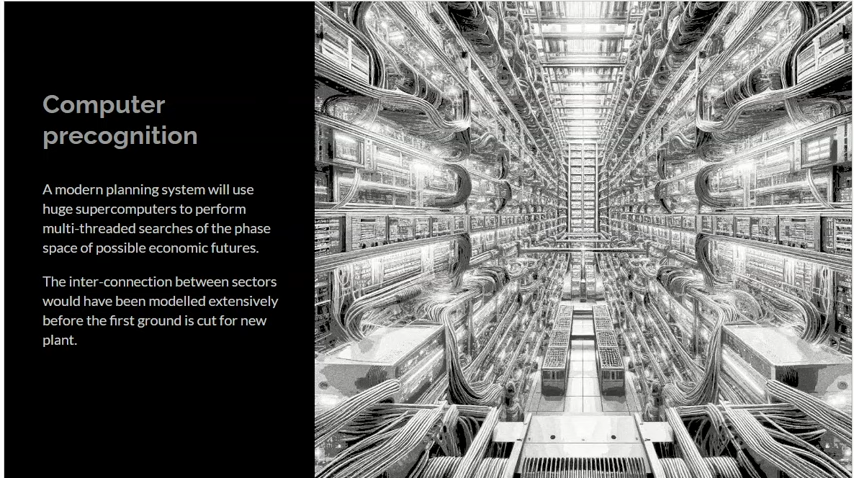 Computer
precognition
A modern planning system will use
huge supercomputers to perform
multi-threaded searches of the phase
space of possible economic futures.
The inter-connection between sectors
would have been modelled extensively
before the first ground is cut for new
plant.